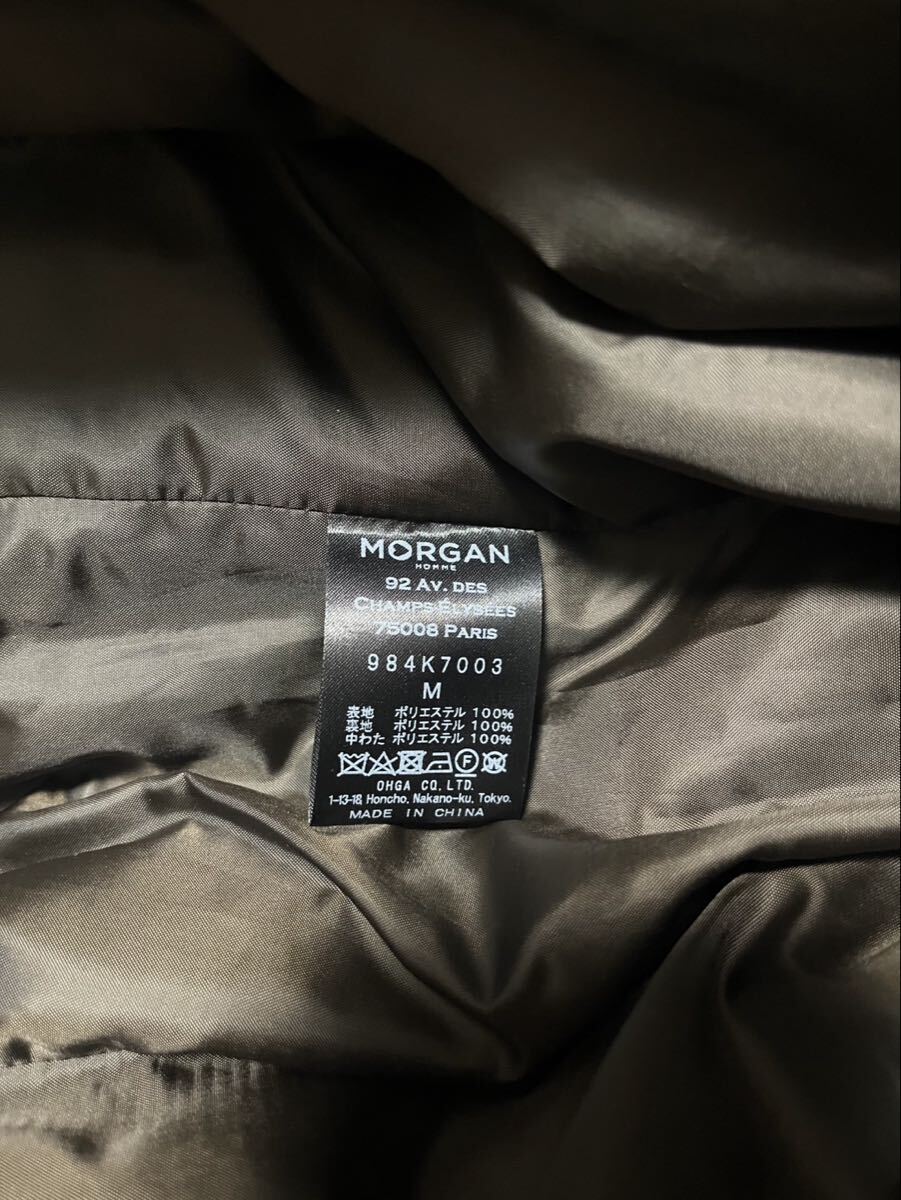 MORGAN
HOMME
92 AV. DES
CHAMPS-ÉLYSÉES
75008 PARIS
984K7003
M
表地 ポリエステル 100%
裏地 ポリエステル 100%
中わた ポリエステル 100%
F W
OHGA CO. LTD.
1-13-18, Honcho, Nakano-ku, Tokyo.
MADE IN CHINA